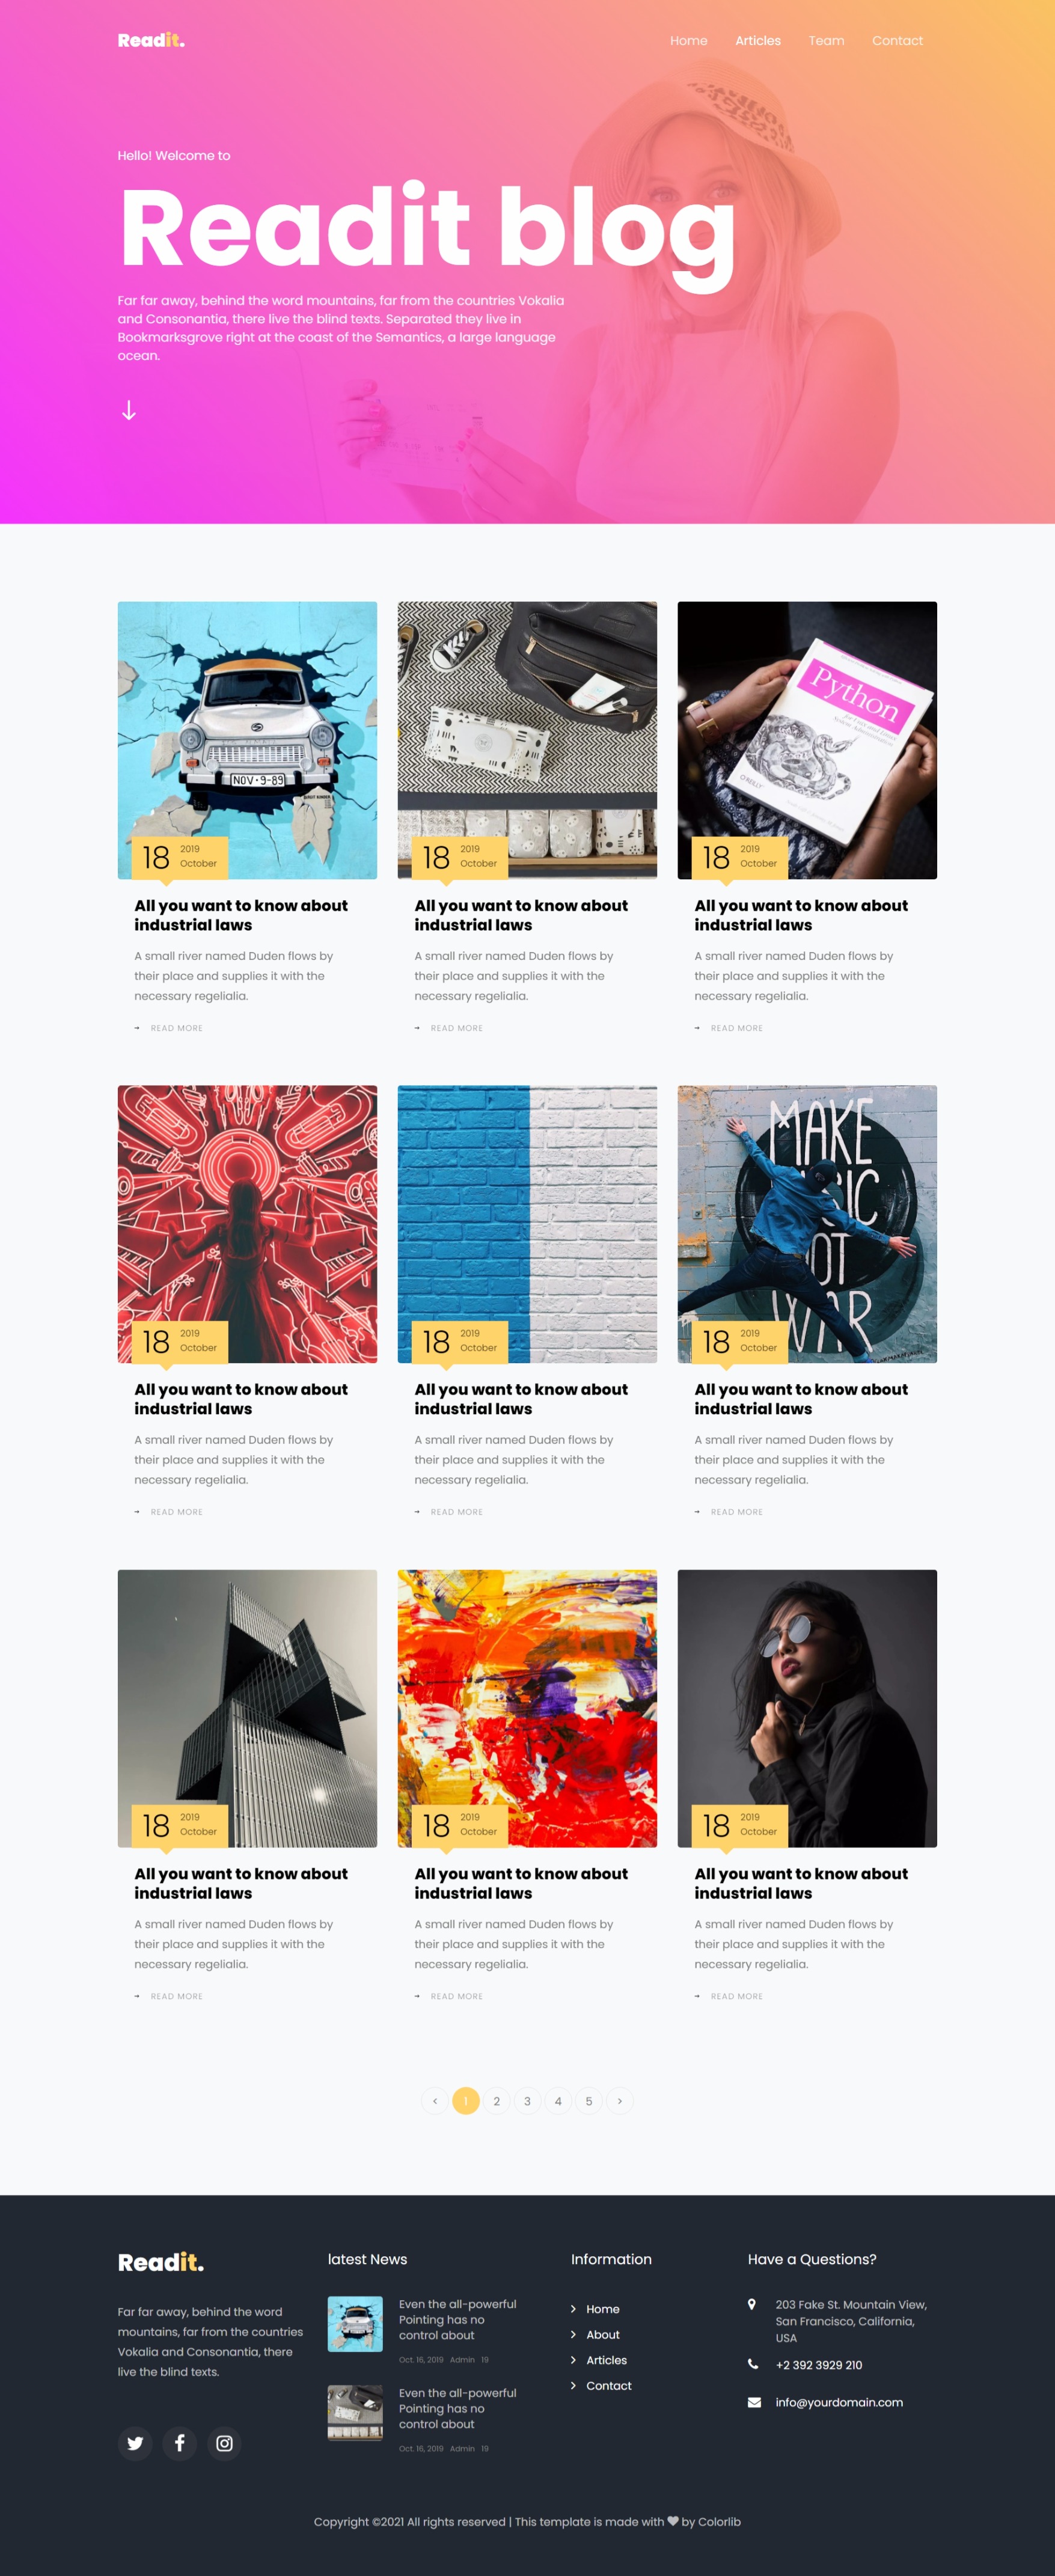 Readit.
Home Articles Team Contact
Hello! Welcome to
Readit blog
Far far away, behind the word mountains, far from the countries Vokalia
and Consonantia, there live the blind texts. Separated they live in
Bookmarksgrove right at the coast of the Semantics, a large language
ocean.
NOV·9-89
18 2019
October
All you want to know about
industrial laws
A small river named Duden flows by
their place and supplies it with the
necessary regelialia.
READ MORE
18 2019
October
All you want to know about
industrial laws
A small river named Duden flows by
their place and supplies it with the
necessary regelialia.
READ MORE
Python
O'REILLY
18 2019
October
All you want to know about
industrial laws
A small river named Duden flows by
their place and supplies it with the
necessary regelialia.
READ MORE
18 2019
October
All you want to know about
industrial laws
A small river named Duden flows by
their place and supplies it with the
necessary regelialia.
READ MORE
18 2019
October
All you want to know about
industrial laws
A small river named Duden flows by
their place and supplies it with the
necessary regelialia.
READ MORE
MAKE
18 2019
October
All you want to know about
industrial laws
A small river named Duden flows by
their place and supplies it with the
necessary regelialia.
READ MORE
18 2019
October
All you want to know about
industrial laws
A small river named Duden flows by
their place and supplies it with the
necessary regelialia.
READ MORE
18 2019
October
All you want to know about
industrial laws
A small river named Duden flows by
their place and supplies it with the
necessary regelialia.
READ MORE
18 2019
October
All you want to know about
industrial laws
A small river named Duden flows by
their place and supplies it with the
necessary regelialia.
READ MORE
< 1 2 3 4 5 >
Readit.
Far far away, behind the word
mountains, far from the countries
Vokalia and Consonantia, there
live the blind texts.
latest News
Even the all-powerful
Pointing has no
control about
Oct. 16, 2019 Admin 19
Even the all-powerful
Pointing has no
control about
Oct. 16, 2019 Admin 19
Information
Home
About
Articles
Contact
Have a Questions?
203 Fake St. Mountain View,
San Francisco, California,
USA
+2 392 3929 210
info@yourdomain.com
Copyright ©2021 All rights reserved | This template is made with ♥ by Colorlib